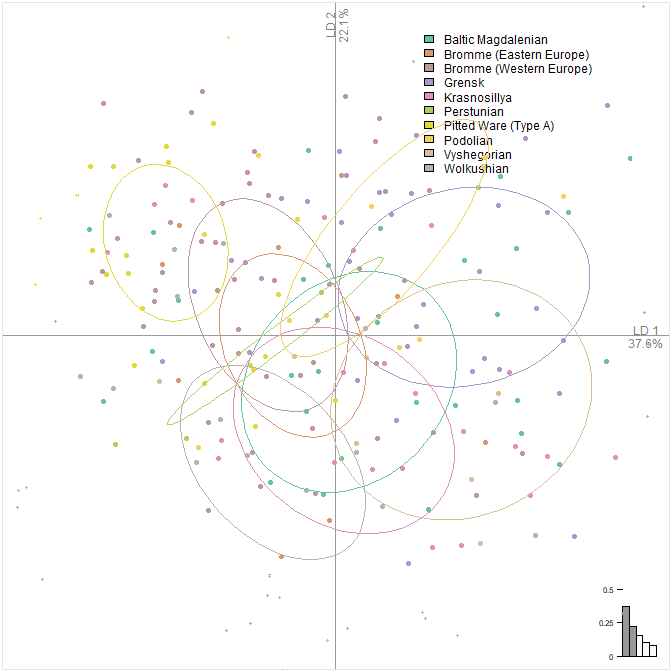 LD 2
22.1%
Baltic Magdalenian
Bromme (Eastern Europe)
Bromme (Western Europe)
Grensk
Krasnosillya
Perstunian
Pitted Ware (Type A)
Podolian
Vyshegorian
Wolkushian
LD 1
37.6%
0.5
0.25
0